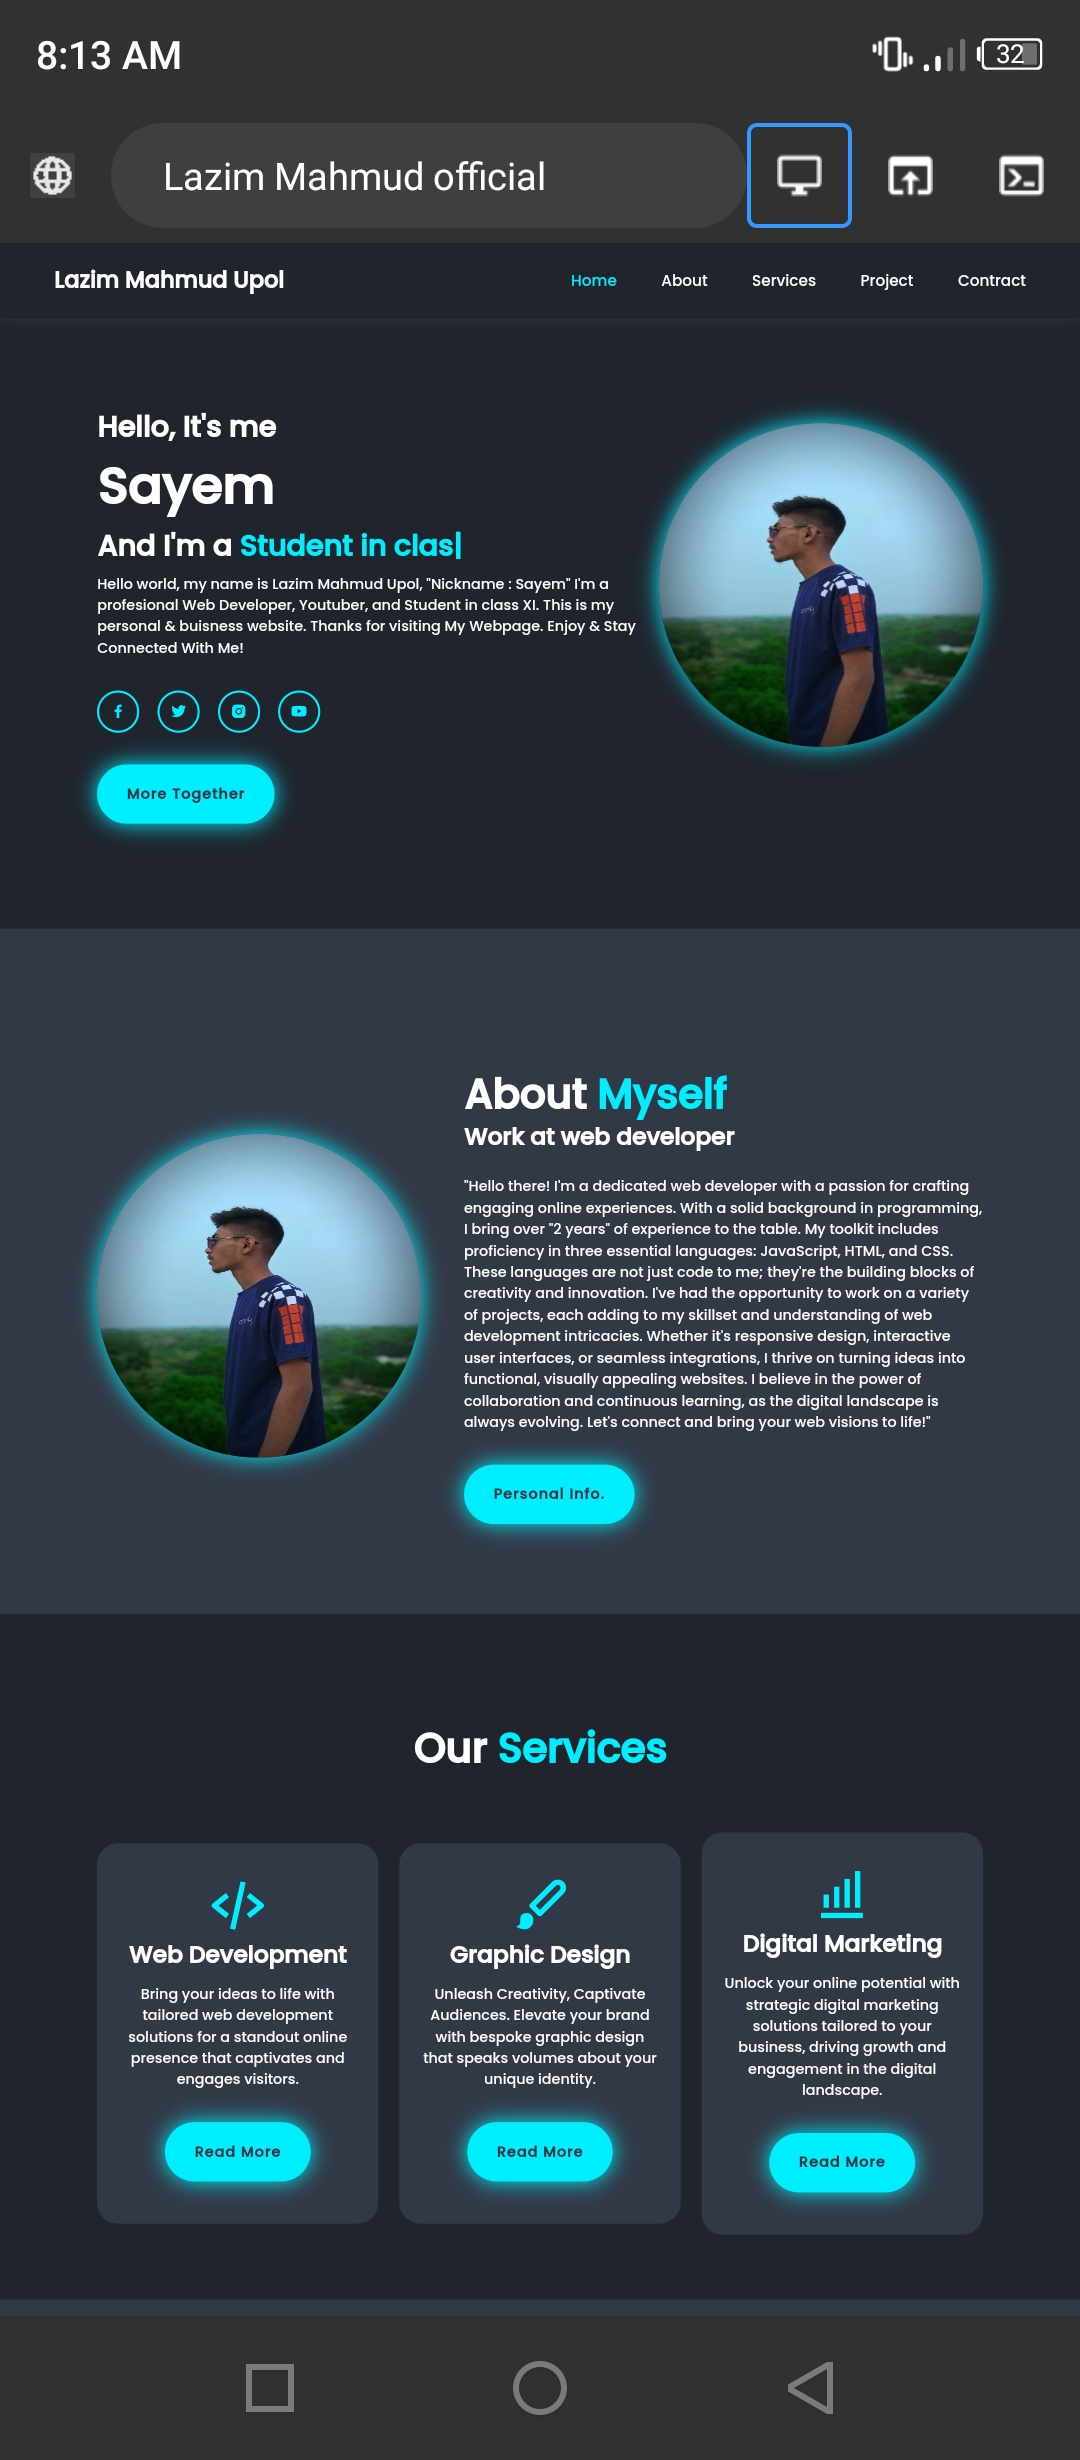 8:13 AM
32
Lazim Mahmud official
Lazim Mahmud Upol
Home About Services Project Contract
Hello, It's me
Sayem
And I'm a Student in clas|
Hello world, my name is Lazim Mahmud Upol, "Nickname : Sayem" I'm a
profesional Web Developer, Youtuber, and Student in class XI. This is my
personal & buisness website. Thanks for visiting My Webpage. Enjoy & Stay
Connected With Me!
More Together
About Myself
Work at web developer
"Hello there! I'm a dedicated web developer with a passion for crafting
engaging online experiences. With a solid background in programming,
I bring over "2 years" of experience to the table. My toolkit includes
proficiency in three essential languages: JavaScript, HTML, and CSS.
These languages are not just code to me; they're the building blocks of
creativity and innovation. I've had the opportunity to work on a variety
of projects, each adding to my skillset and understanding of web
development intricacies. Whether it's responsive design, interactive
user interfaces, or seamless integrations, I thrive on turning ideas into
functional, visually appealing websites. I believe in the power of
collaboration and continuous learning, as the digital landscape is
always evolving. Let's connect and bring your web visions to life!"
Personal Info.
Our Services
Web Development
Bring your ideas to life with
tailored web development
solutions for a standout online
presence that captivates and
engages visitors.
Read More
Graphic Design
Unleash Creativity, Captivate
Audiences. Elevate your brand
with bespoke graphic design
that speaks volumes about your
unique identity.
Read More
Digital Marketing
Unlock your online potential with
strategic digital marketing
solutions tailored to your
business, driving growth and
engagement in the digital
landscape.
Read More